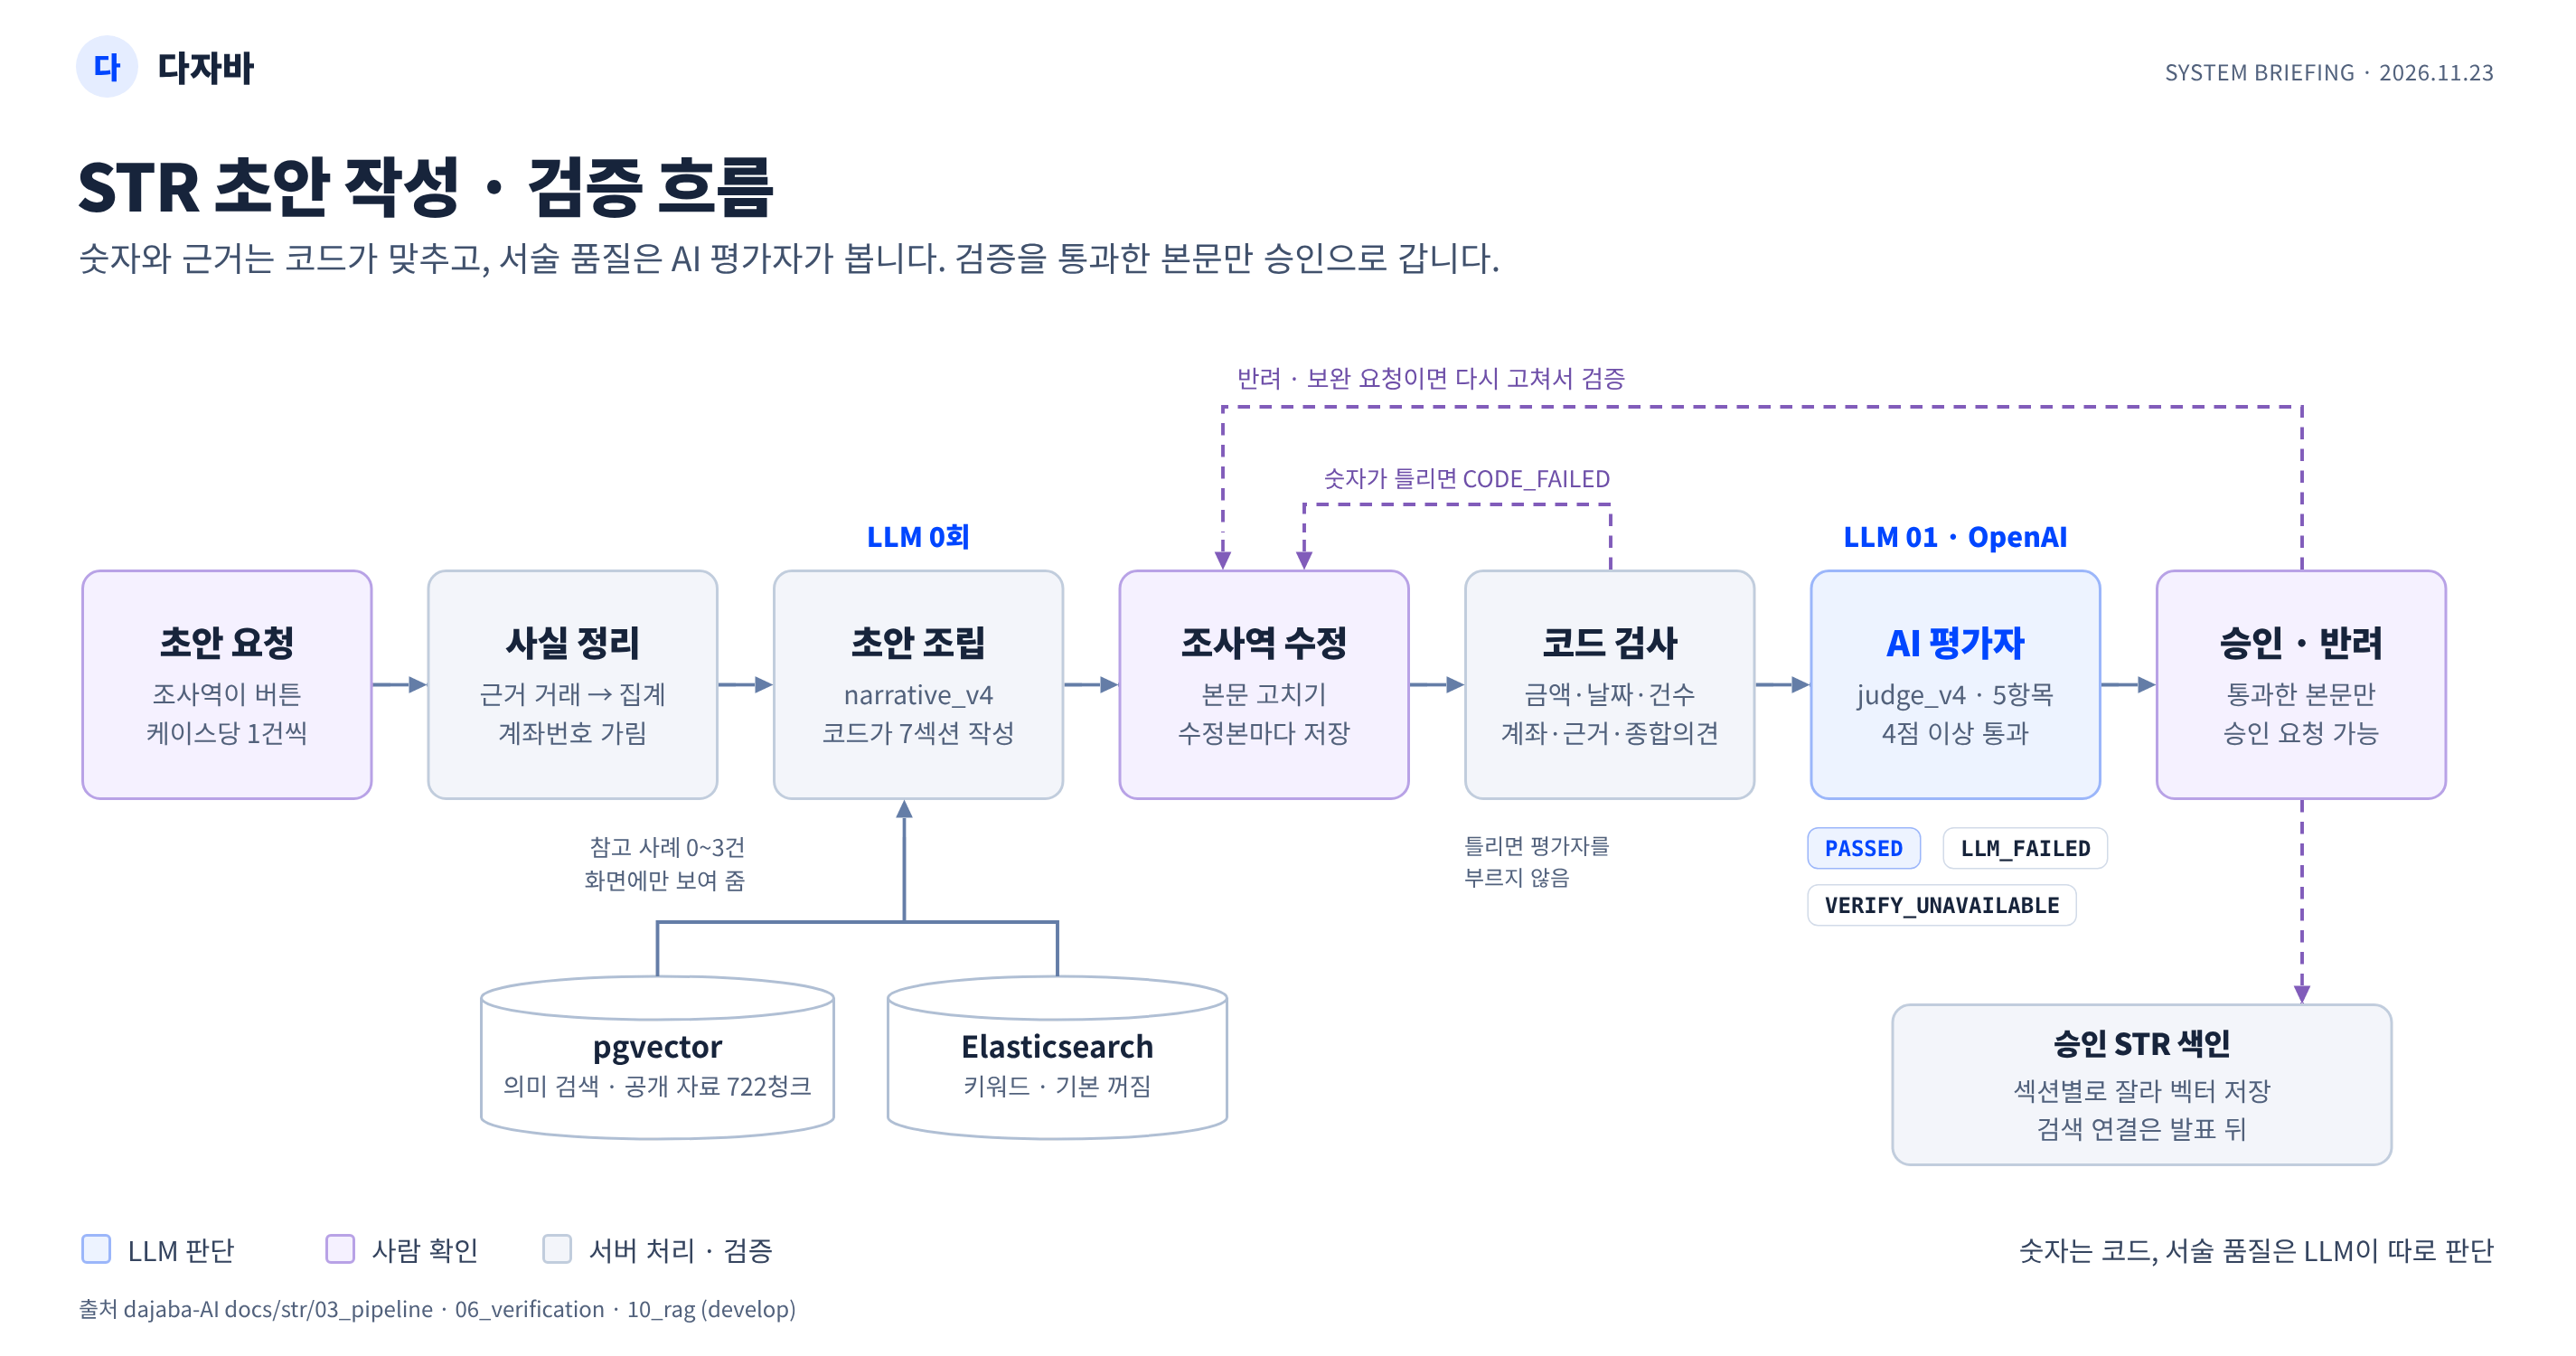 다 다자바
SYSTEM BRIEFING · 2026.11.23
STR 초안 작성 · 검증 흐름
숫자와 근거는 코드가 맞추고, 서술 품질은 AI 평가자가 봅니다. 검증을 통과한 본문만 승인으로 갑니다.
반려 · 보완 요청이면 다시 고쳐서 검증
숫자가 틀리면 CODE_FAILED
LLM 0회
LLM 01 · OpenAI
초안 요청
조사역이 버튼
케이스당 1건씩
사실 정리
근거 거래 → 집계
계좌번호 가림
초안 조립
narrative_v4
코드가 7섹션 작성
조사역 수정
본문 고치기
수정본마다 저장
코드 검사
금액·날짜·건수
계좌·근거·종합의견
AI 평가자
judge_v4 · 5항목
4점 이상 통과
승인 · 반려
통과한 본문만
승인 요청 가능
참고 사례 0~3건
화면에만 보여 줌
틀리면 평가자를
부르지 않음
PASSED
LLM_FAILED
VERIFY_UNAVAILABLE
pgvector
의미 검색 · 공개 자료 722청크
Elasticsearch
키워드 · 기본 꺼짐
승인 STR 색인
섹션별로 잘라 벡터 저장
검색 연결은 발표 뒤
LLM 판단
사람 확인
서버 처리 · 검증
숫자는 코드, 서술 품질은 LLM이 따로 판단
출처 dajaba-AI docs/str/03_pipeline · 06_verification · 10_rag (develop)